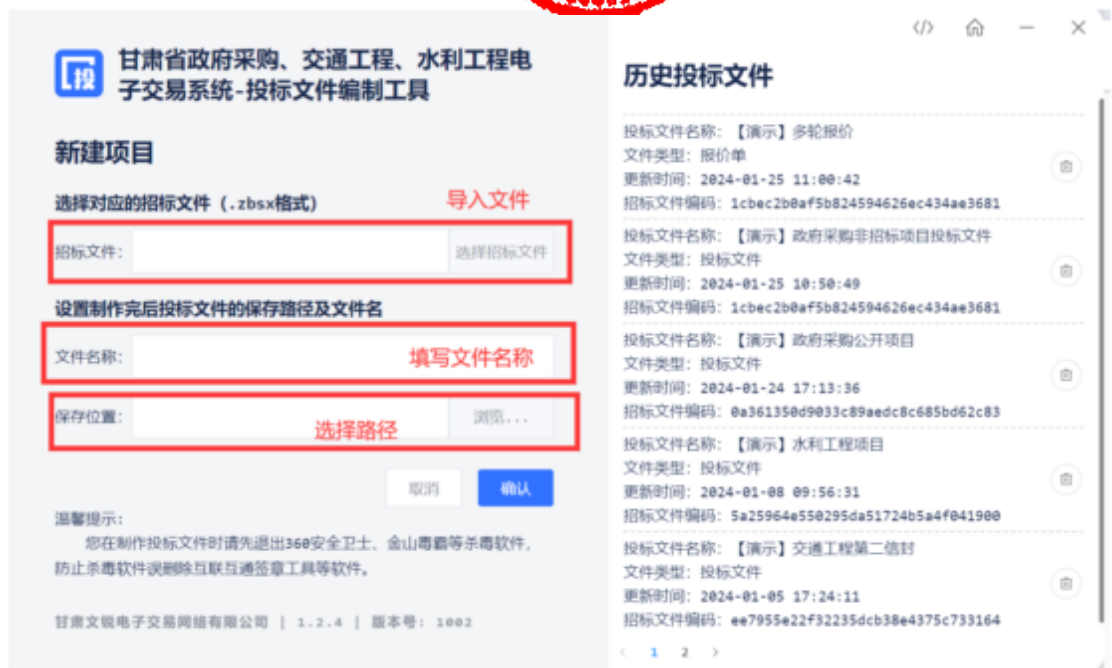 甘肃省政府采购、交通工程、水利工程电
子交易系统-投标文件编制工具
新建项目
选择对应的招标文件（.zbsx格式）
导入文件
招标文件：
选择招标文件
设置制作完后投标文件的保存路径及文件名
文件名称：
填写文件名称
保存位置：
选择路径
浏览...
取消
确认
温馨提示：
您在制作投标文件时请先退出360安全卫士、金山毒霸等杀毒软件，
防止杀毒软件误删除互联互通签章工具等软件。
甘肃文锐电子交易网络有限公司 | 1.2.4 | 版本号：1002
历史投标文件
投标文件名称：【演示】多轮报价
文件类型：报价单
更新时间：2024-01-25 11:00:42
招标文件编码：1cbec2b0af5b824594626ec434ae3681
投标文件名称：【演示】政府采购非招标项目投标文件
文件类型：投标文件
更新时间：2024-01-25 10:50:49
招标文件编码：1cbec2b0af5b824594626ec434ae3681
投标文件名称：【演示】政府采购公开项目
文件类型：投标文件
更新时间：2024-01-24 17:13:36
招标文件编码：0a361350d9033c89aedc8c685bd62c83
投标文件名称：【演示】水利工程项目
文件类型：投标文件
更新时间：2024-01-08 09:56:31
招标文件编码：5a25964e550295da51724b5a4f041900
投标文件名称：【演示】交通工程第二信封
文件类型：投标文件
更新时间：2024-01-05 17:24:11
招标文件编码：ee7955e22f32235dcb38e4375c733164
1 2